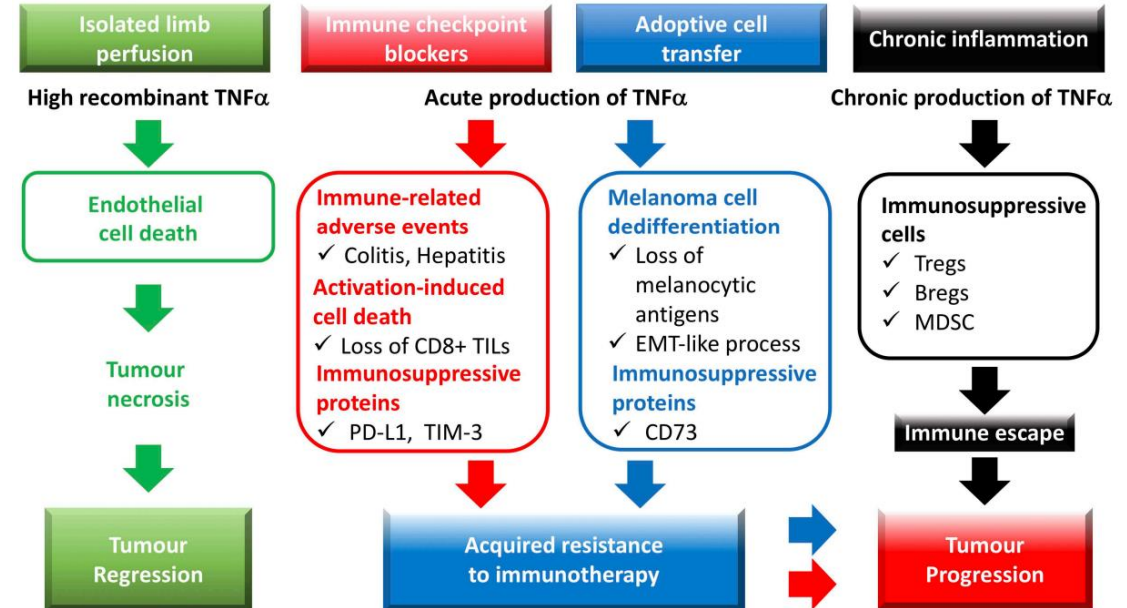 Isolated limb
perfusion
Immune checkpoint
blockers
Adoptive cell
transfer
Chronic inflammation
High recombinant TNFα
Acute production of TNFα
Chronic production of TNFα
Endothelial
cell death
Tumour
necrosis
Tumour
Regression
Immune-related
adverse events
✓ Colitis, Hepatitis
Activation-induced
cell death
✓ Loss of CD8+ TILs
Immunosuppressive
proteins
✓ PD-L1, TIM-3
Melanoma cell
dedifferentiation
✓ Loss of
melanocytic
antigens
✓ EMT-like process
Immunosuppressive
proteins
✓ CD73
Acquired resistance
to immunotherapy
Immunosuppressive
cells
✓ Tregs
✓ Bregs
✓ MDSC
Immune escape
Tumour
Progression